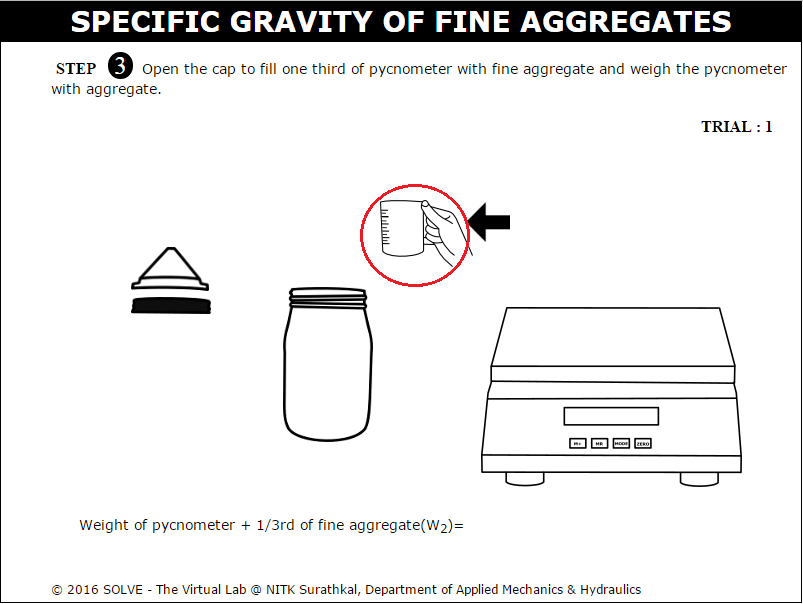 SPECIFIC GRAVITY OF FINE AGGREGATES
STEP 3 Open the cap to fill one third of pycnometer with fine aggregate and weigh the pycnometer
with aggregate.
TRIAL : 1
M+ MR MODE ZERO
Weight of pycnometer + 1/3rd of fine aggregate(W2)=
© 2016 SOLVE - The Virtual Lab @ NITK Surathkal, Department of Applied Mechanics & Hydraulics